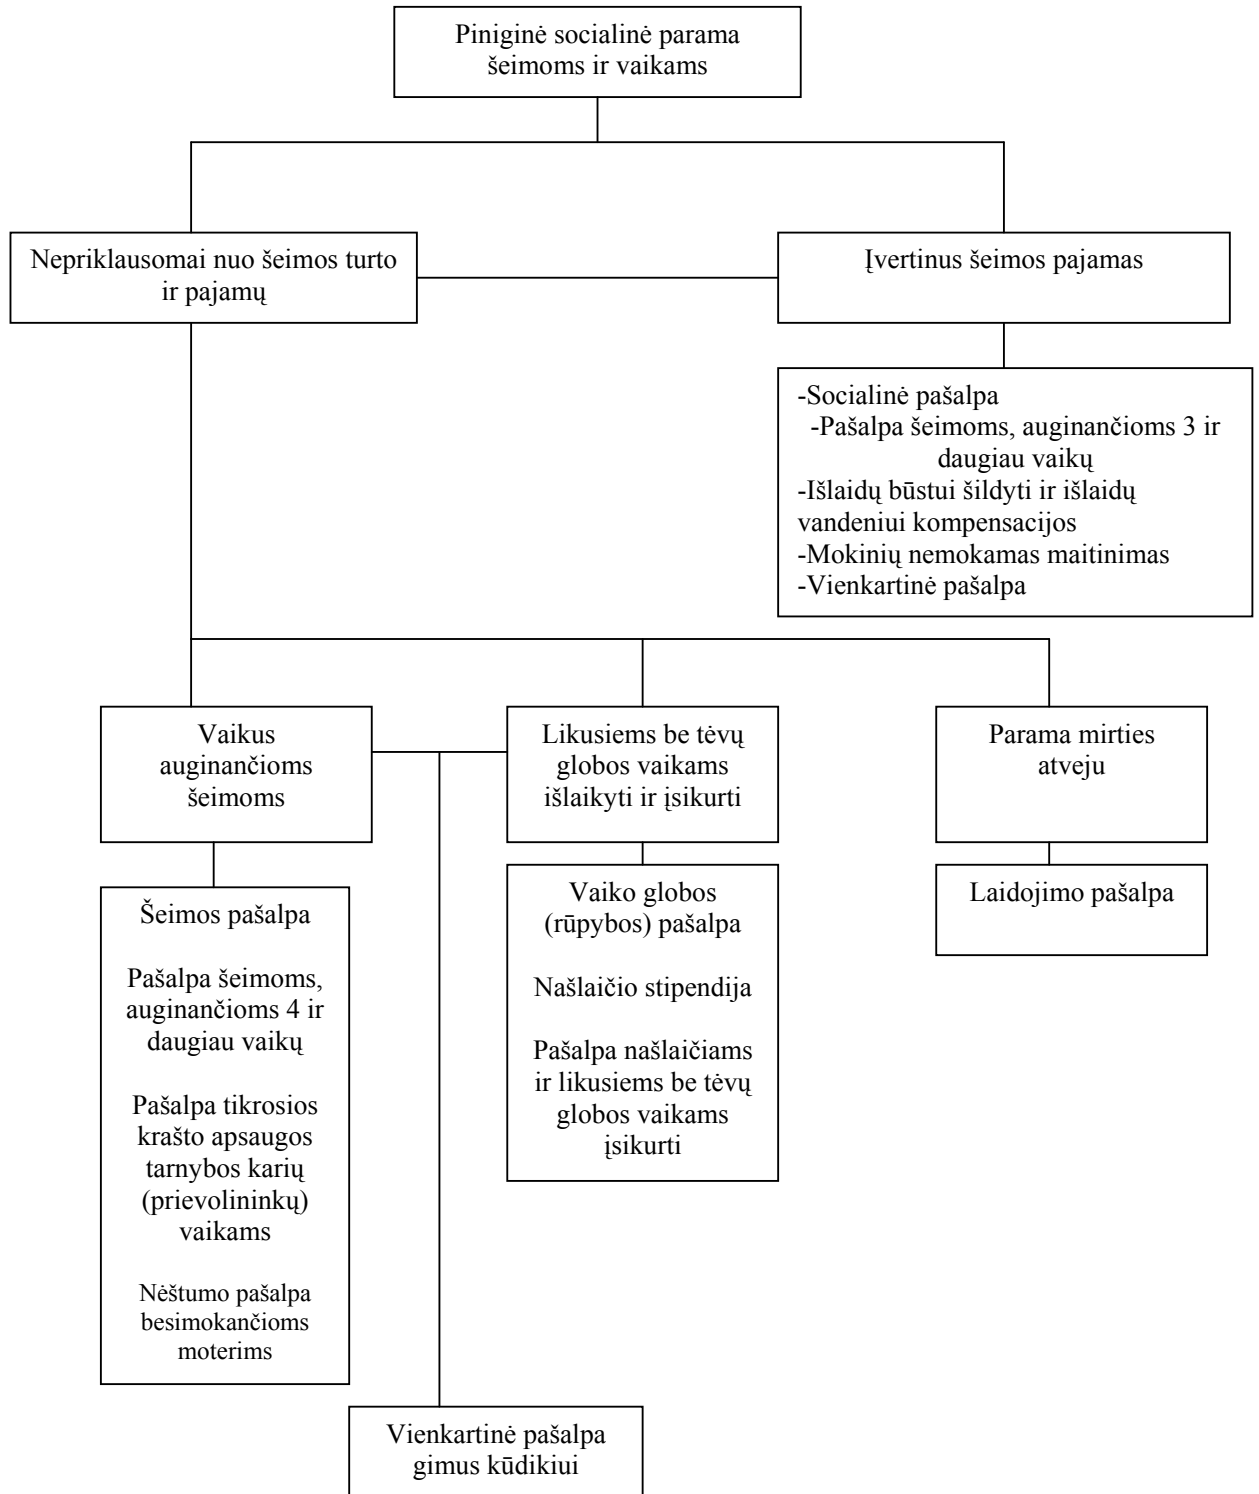 Piniginė socialinė parama
šeimoms ir vaikams
Nepriklausomai nuo šeimos turto
ir pajamų
Įvertinus šeimos pajamas
-Socialinė pašalpa
-Pašalpa šeimoms, auginančioms 3 ir
daugiau vaikų
-Išlaidų būstui šildyti ir išlaidų
vandeniui kompensacijos
-Mokinių nemokamas maitinimas
-Vienkartinė pašalpa
Vaikus
auginančioms
šeimoms
Likusiems be tėvų
globos vaikams
išlaikyti ir įsikurti
Parama mirties
atveju
Šeimos pašalpa
Pašalpa šeimoms,
auginančioms 4 ir
daugiau vaikų
Pašalpa tikrosios
krašto apsaugos
tarnybos karių
(prievolininkų)
vaikams
Nėštumo pašalpa
besimokančioms
moterims
Vaiko globos
(rūpybos) pašalpa
Našlaičio stipendija
Pašalpa našlaičiams
ir likusiems be tėvų
globos vaikams
įsikurti
Laidojimo pašalpa
Vienkartinė pašalpa
gimus kūdikiui